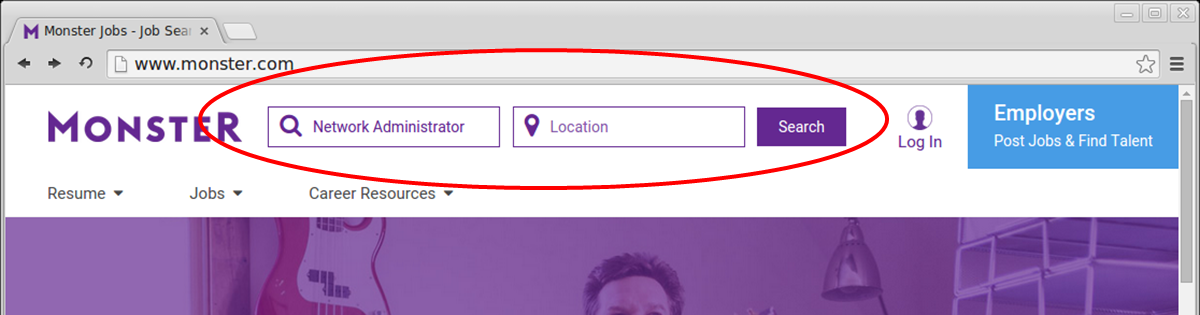 Monster Jobs - Job Sear
www.monster.com
MONSTER
Network Administrator
Location
Search
Log In
Employers
Post Jobs & Find Talent
Resume
Jobs
Career Resources